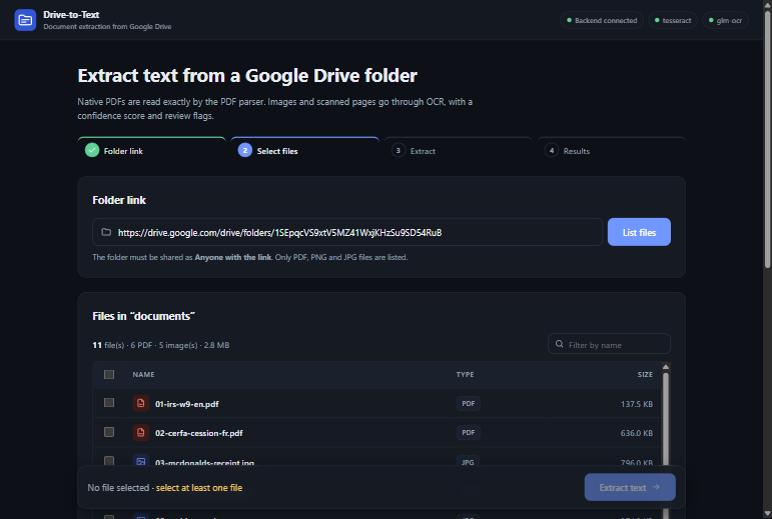 Drive-to-Text
Document extraction from Google Drive
Backend connected
tesseract
glm-ocr
Extract text from a Google Drive folder
Native PDFs are read exactly by the PDF parser. Images and scanned pages go through OCR, with a
confidence score and review flags.
Folder link
2 Select files
3 Extract
4 Results
Folder link
https://drive.google.com/drive/folders/1SEpqcVS9xtV5MZ41WxjKHzSu9SD54RuB
List files
The folder must be shared as Anyone with the link. Only PDF, PNG and JPG files are listed.
Files in “documents”
11 file(s) · 6 PDF · 5 image(s) · 2.8 MB
Filter by name
NAME TYPE SIZE
01-irs-w9-en.pdf PDF 137.5 KB
02-cerfa-cession-fr.pdf PDF 636.0 KB
03-mcdonalds-receipt.jpg JPG 796.0 KB
No file selected · select at least one file
Extract text →